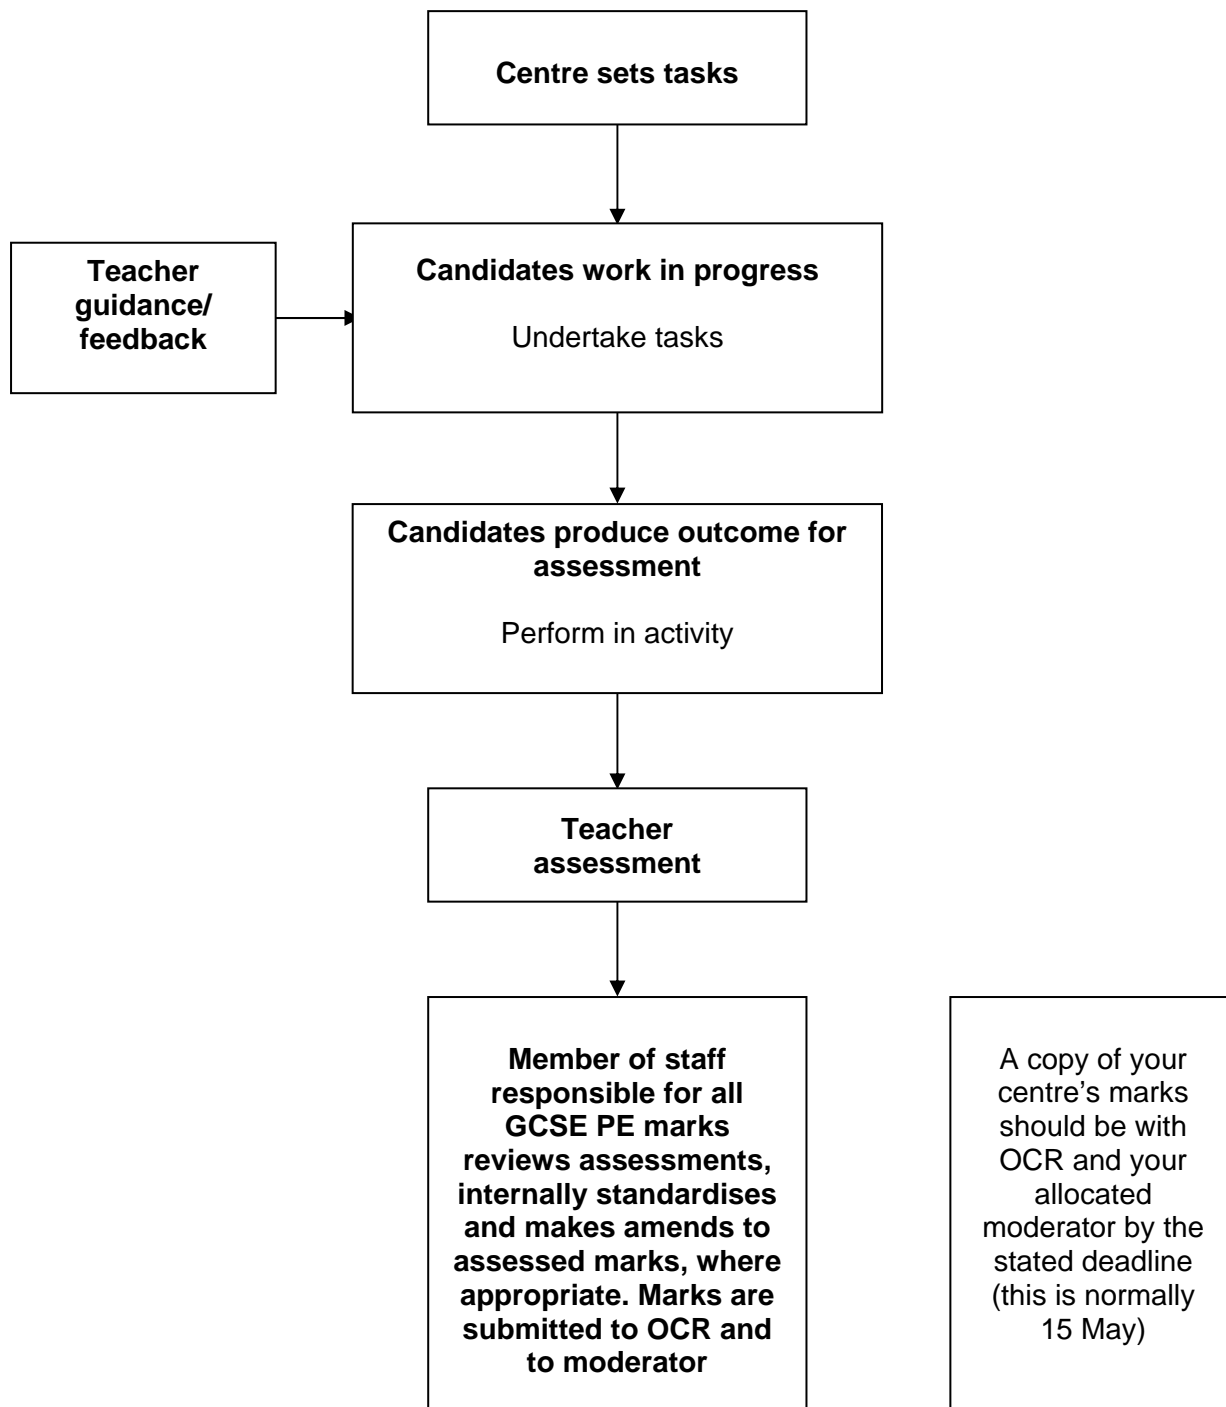 Centre sets tasks
Teacher
guidance/
feedback
Candidates work in progress
Undertake tasks
Candidates produce outcome for
assessment
Perform in activity
Teacher
assessment
Member of staff
responsible for all
GCSE PE marks
reviews assessments,
internally standardises
and makes amends to
assessed marks, where
appropriate. Marks are
submitted to OCR and
to moderator
A copy of your
centre’s marks
should be with
OCR and your
allocated
moderator by the
stated deadline
(this is normally
15 May)